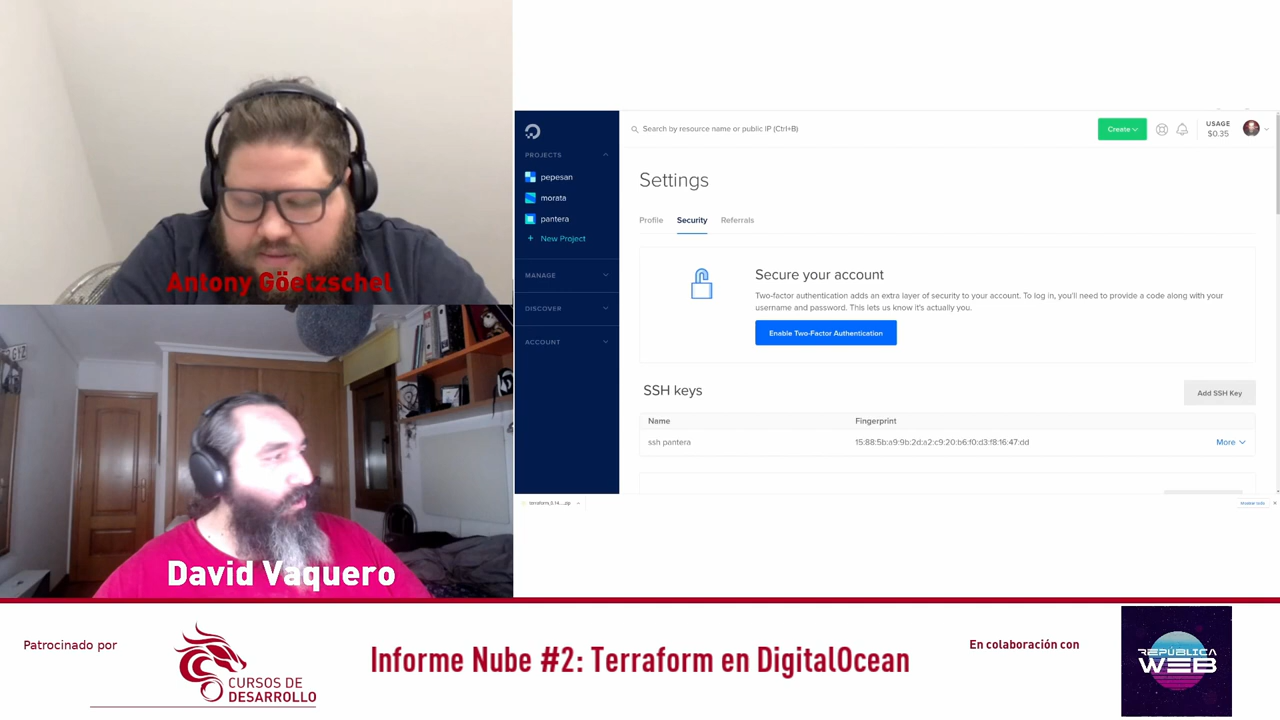 Antony Göetzschel
David Vaquero
Search by resource name or public IP (Ctrl+B)
Create
USAGE
$0.35
PROJECTS
pepesan
morata
pantera
+ New Project
MANAGE
DISCOVER
ACCOUNT
Settings
Profile Security Referrals
Secure your account
Two-factor authentication adds an extra layer of security to your account. To log in, you'll need to provide a code along with your
username and password. This lets us know it's actually you.
Enable Two-Factor Authentication
SSH keys
Add SSH Key
Name Fingerprint
ssh pantera 15:88:5b:a9:9b:2d:a2:c9:20:b6:f0:d3:f8:16:47:dd More
Patrocinado por
CURSOS DE
DESARROLLO
Informe Nube #2: Terraform en DigitalOcean
En colaboración con
REPÚBLICA
WEB